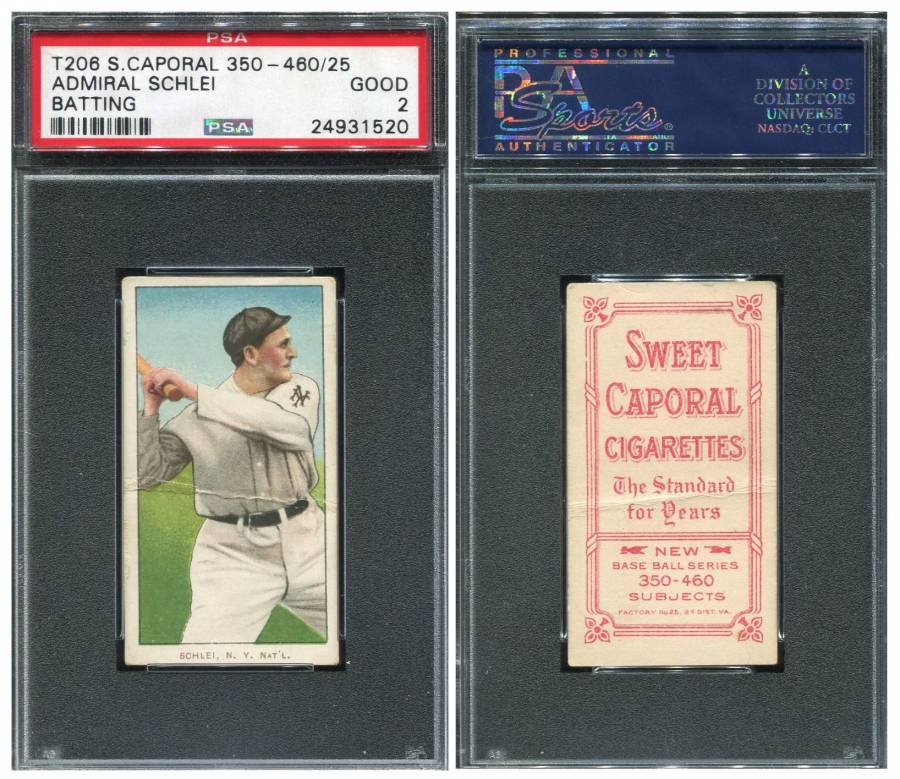 PSA
T206 S.CAPORAL 350 - 460/25
ADMIRAL SCHLEI GOOD
BATTING 2
PSA 24931520
NY
SCHLEI, N. Y. NAT'L.
PROFESSIONAL
PSA
Sports
AUTHENTICATOR
A
DIVISION OF
COLLECTORS
UNIVERSE
NASDAQ: CLCT
SWEET
CAPORAL
CIGARETTES
The Standard
for Years
NEW
BASE BALL SERIES
350-460
SUBJECTS
FACTORY No 25, 2d DIST. VA.